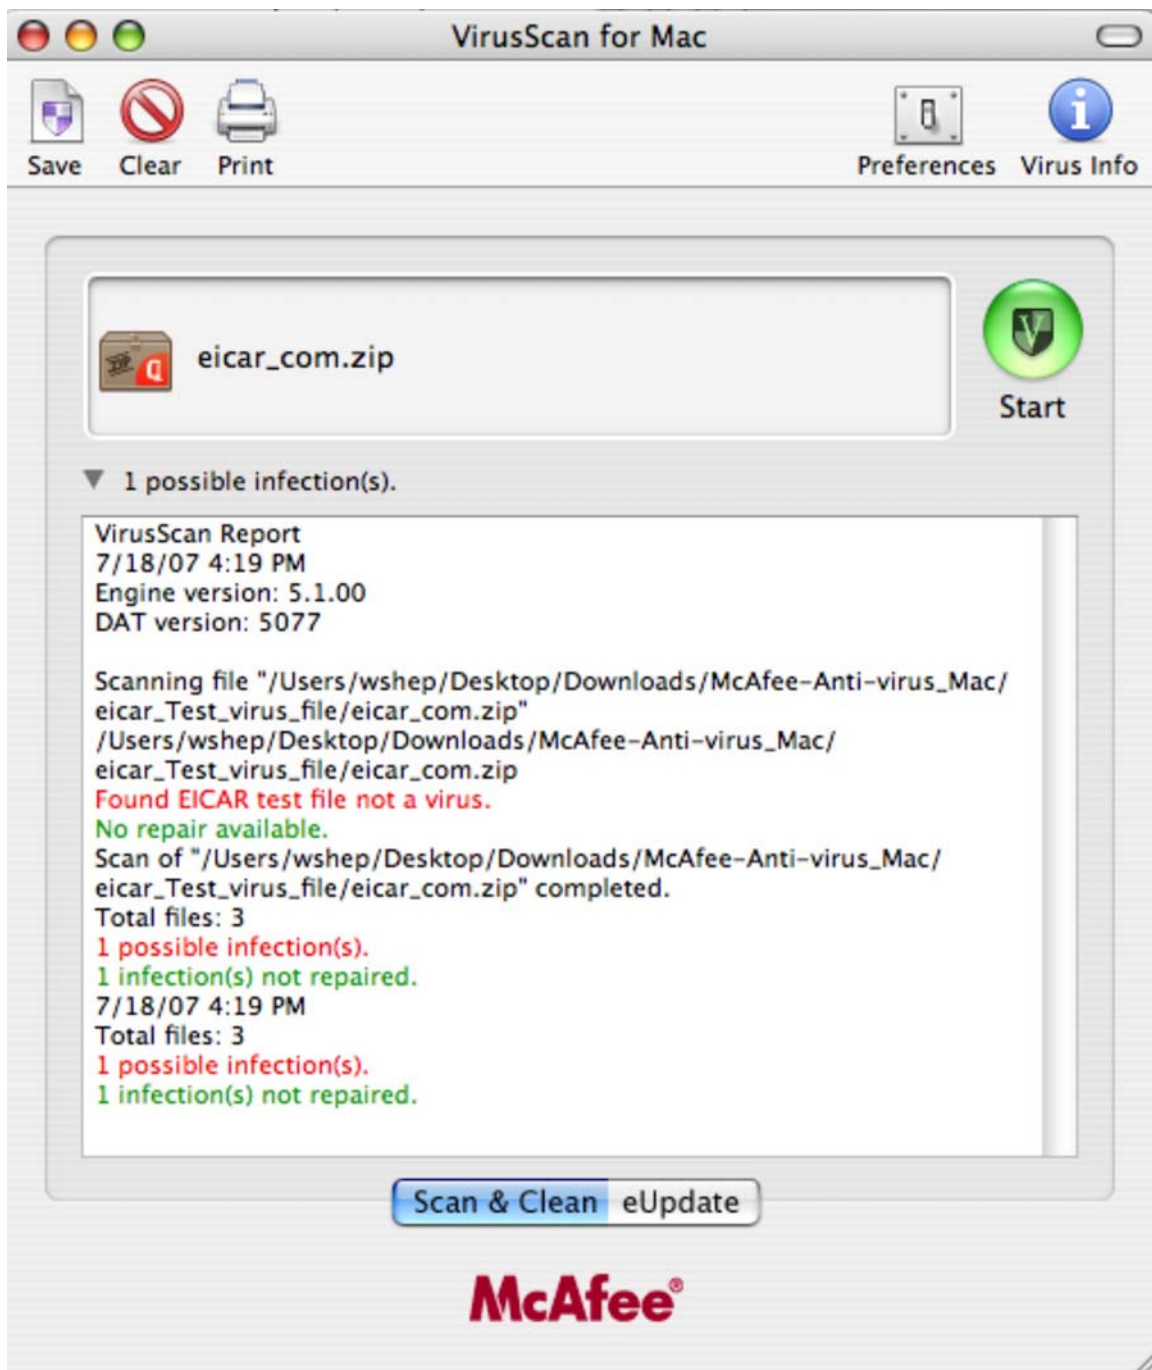 VirusScan for Mac
Save Clear Print Preferences Virus Info
eicar_com.zip
Start
1 possible infection(s).
VirusScan Report
7/18/07 4:19 PM
Engine version: 5.1.00
DAT version: 5077
Scanning file "/Users/wshep/Desktop/Downloads/McAfee-Anti-virus_Mac/
eicar_Test_virus_file/eicar_com.zip"
/Users/wshep/Desktop/Downloads/McAfee-Anti-virus_Mac/
eicar_Test_virus_file/eicar_com.zip
Found EICAR test file not a virus.
No repair available.
Scan of "/Users/wshep/Desktop/Downloads/McAfee-Anti-virus_Mac/
eicar_Test_virus_file/eicar_com.zip" completed.
Total files: 3
1 possible infection(s).
1 infection(s) not repaired.
7/18/07 4:19 PM
Total files: 3
1 possible infection(s).
1 infection(s) not repaired.
Scan & Clean eUpdate
McAfee®